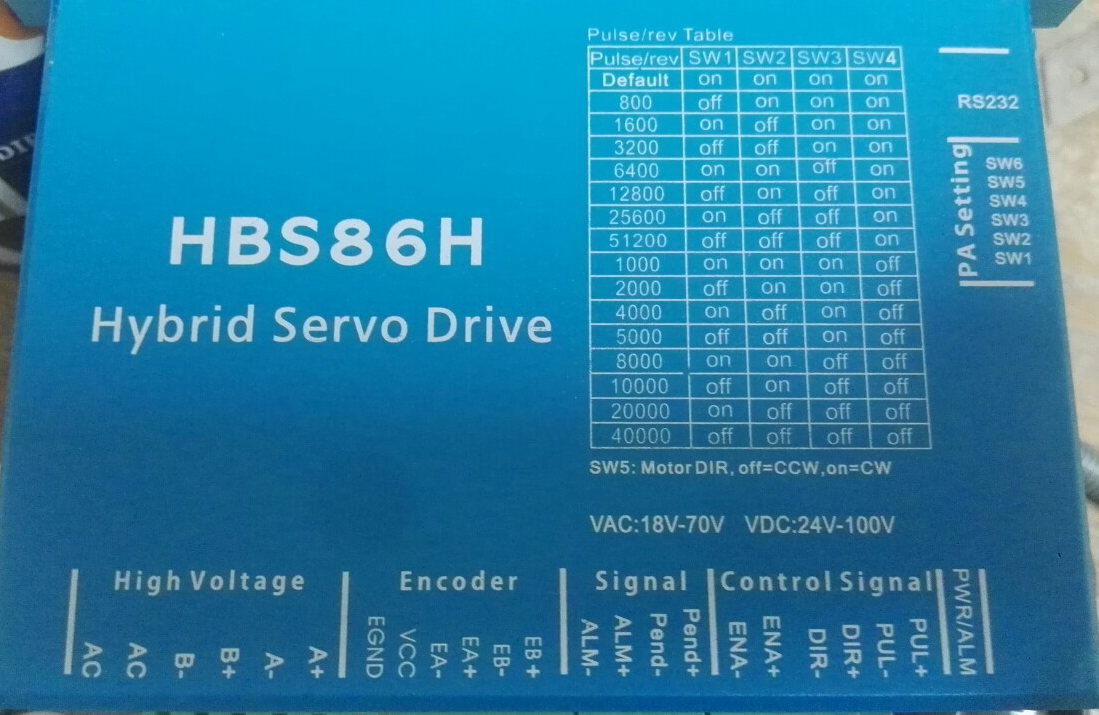 Pulse/rev Table
Pulse/rev SW1 SW2 SW3 SW4
Default on on on on
800 off on on on
1600 on off on on
3200 off off on on
6400 on on off on
12800 off on off on
25600 on off off on
51200 off off off on
1000 on on on off
2000 off on on off
4000 on off on off
5000 off off on off
8000 on on off off
10000 off on off off
20000 on off off off
40000 off off off off
SW5: Motor DIR, off=CCW,on=CW
VAC:18V-70V VDC:24V-100V
HBS86H
Hybrid Servo Drive
RS232
PA Setting
SW6
SW5
SW4
SW3
SW2
SW1
High Voltage
AC
AC
B-
B+
A-
A+
Encoder
EGND
VCC
EA-
EA+
EB-
EB+
Signal
ALM-
ALM+
Pend-
Pend+
Control Signal
ENA-
ENA+
DIR-
DIR+
PUL-
PUL+
PWR/ALM